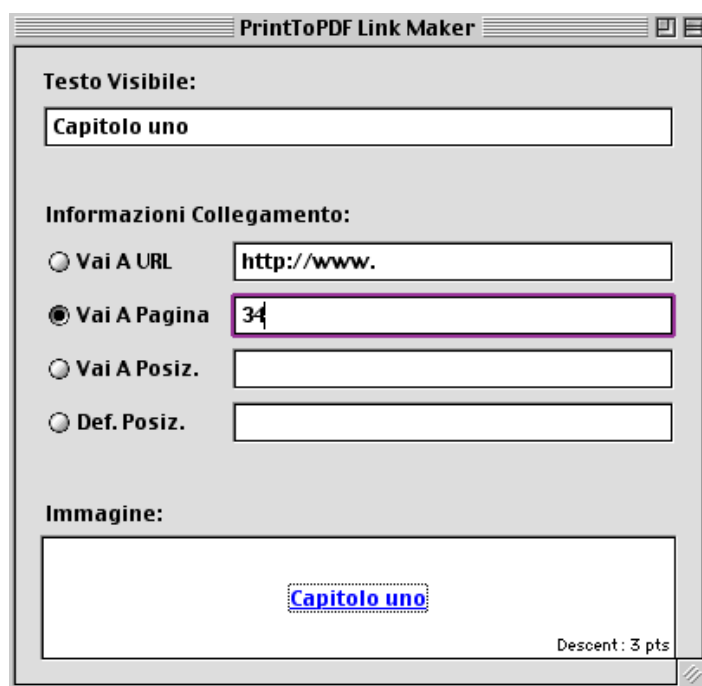 PrintToPDF Link Maker
Testo Visibile:
Capitolo uno
Informazioni Collegamento:
Vai A URL http://www.
Vai A Pagina 34
Vai A Posiz.
Def. Posiz.
Immagine:
Capitolo uno
Descent: 3 pts